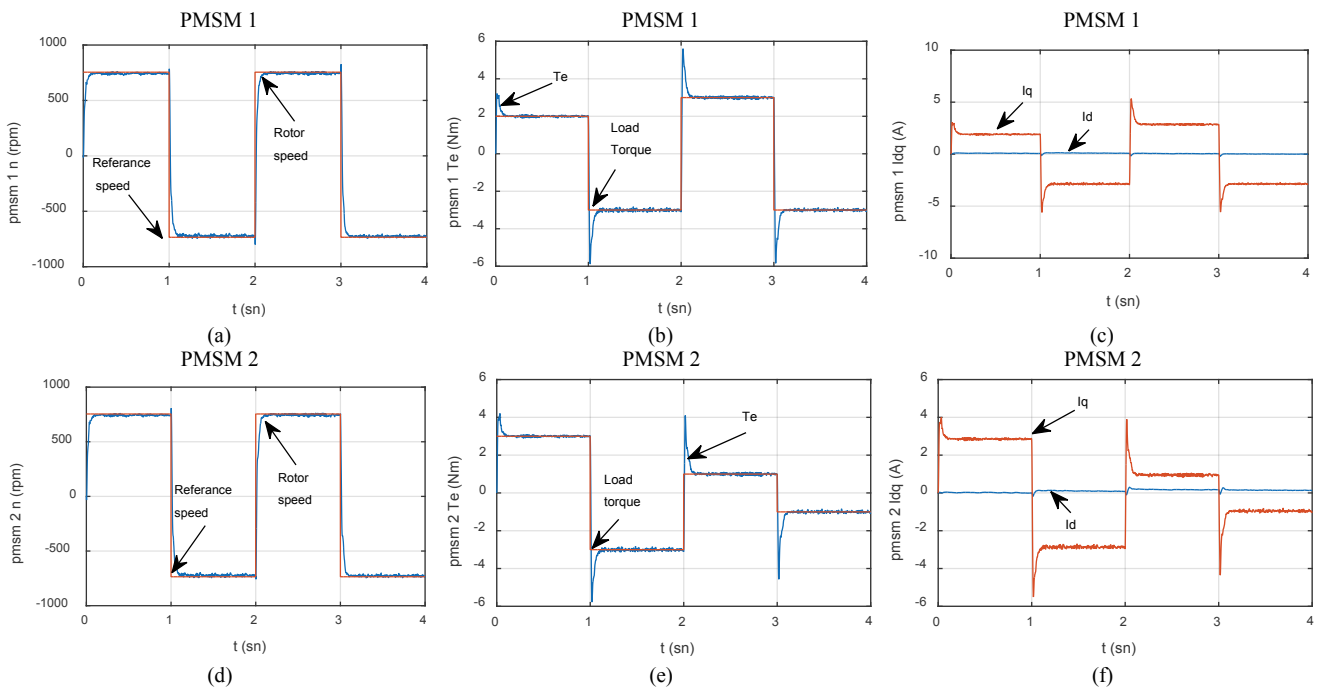 PMSM 1
1000
500
0
-500
-1000
pmsm 1 n (rpm)
Referance
speed
Rotor
speed
0
1
2
3
4
t (sn)
(a)
PMSM 1
6
4
2
0
-2
-4
-6
pmsm 1 Te (Nm)
Te
Load
Torque
0
1
2
3
4
t (sn)
(b)
PMSM 1
10
5
0
-5
-10
pmsm 1 Idq (A)
Iq
Id
0
1
2
3
4
t (sn)
(c)
PMSM 2
1000
500
0
-500
-1000
pmsm 2 n (rpm)
Referance
speed
Rotor
speed
0
1
2
3
4
t (sn)
(d)
PMSM 2
6
4
2
0
-2
-4
-6
pmsm 2 Te (Nm)
Te
Load
torque
0
1
2
3
4
t (sn)
(e)
PMSM 2
6
4
2
0
-2
-4
-6
pmsm 2 Idq (A)
Iq
Id
0
1
2
3
4
t (sn)
(f)